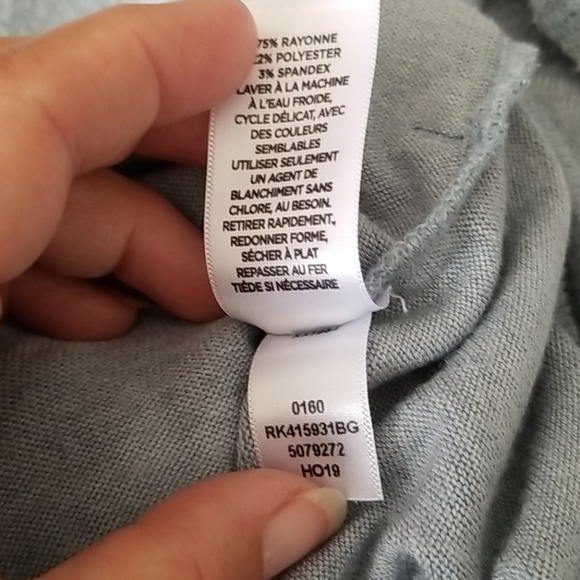 75% RAYONNE
22% POLYESTER
3% SPANDEX
LAVER À LA MACHINE
À L'EAU FROIDE,
CYCLE DÉLICAT, AVEC
DES COULEURS
SEMBLABLES
UTILISER SEULEMENT
UN AGENT DE
BLANCHIMENT SANS
CHLORE, AU BESOIN.
RETIRER RAPIDEMENT,
REDONNER FORME,
SÉCHER À PLAT
REPASSER AU FER
TIÈDE SI NÉCESSAIRE
0160
RK415931BG
5079272
HO19